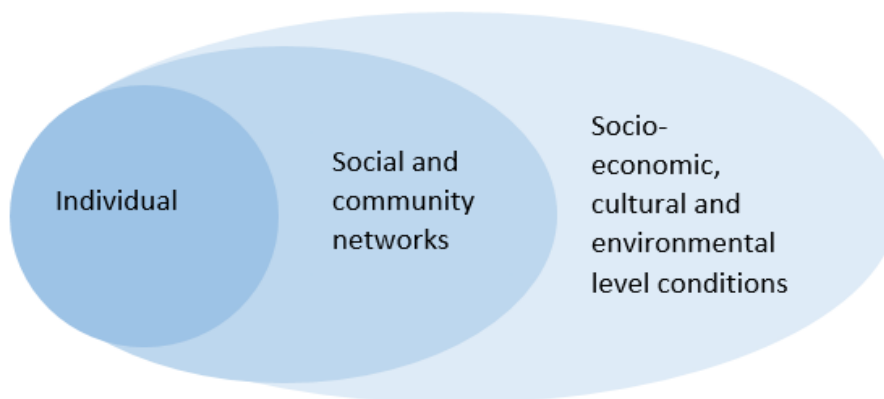 Individual
Social and
community
networks
Socio-
economic,
cultural and
environmental
level conditions